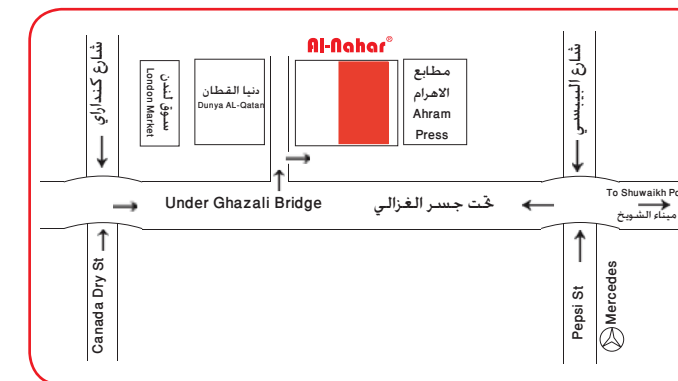 Al-Nahar®
شارع كنداراي
سوق لندن
London Market
دنيا القطان
Dunya AL-Qatan
مطابع
الاهرام
Ahram
Press
شارع البيبسي
Under Ghazali Bridge
تحت جسر الغزالي
To Shuwaikh Po
ميناء الشويخ
Canada Dry St
Pepsi St
Mercedes